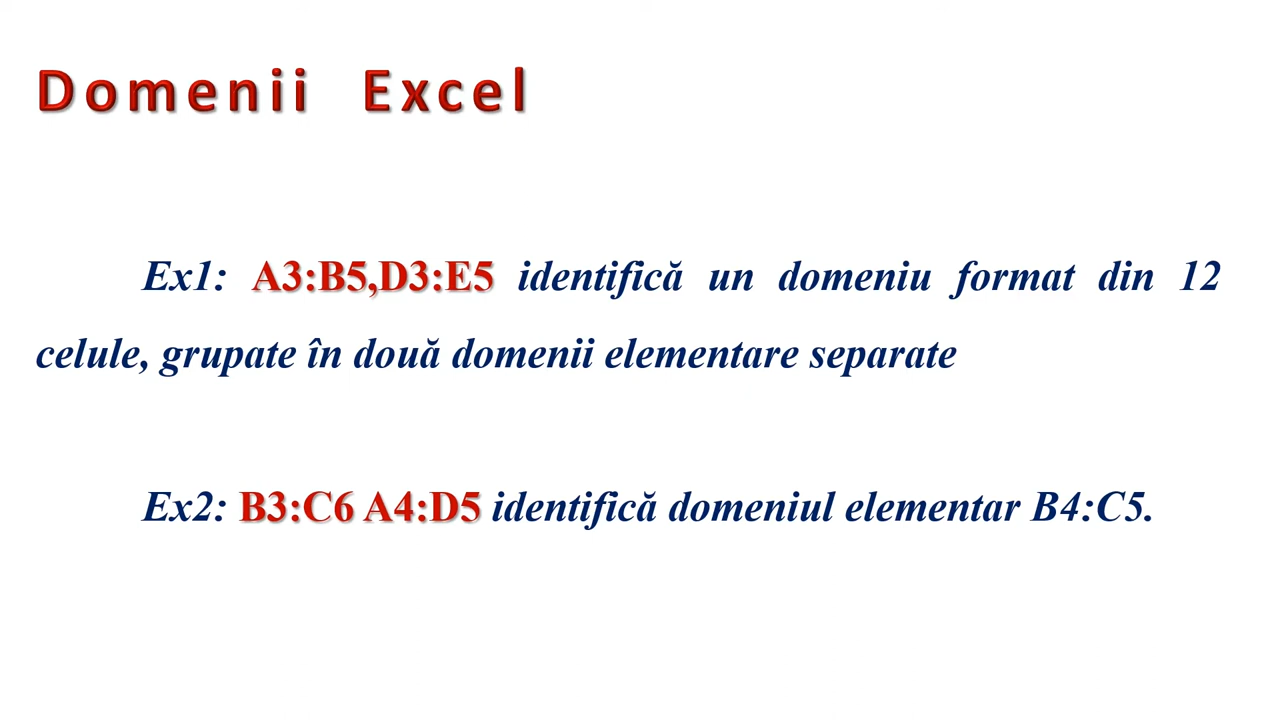 Domenii Excel
Ex1: A3:B5,D3:E5 identifică un domeniu format din 12
celule, grupate în două domenii elementare separate
Ex2: B3:C6 A4:D5 identifică domeniul elementar B4:C5.